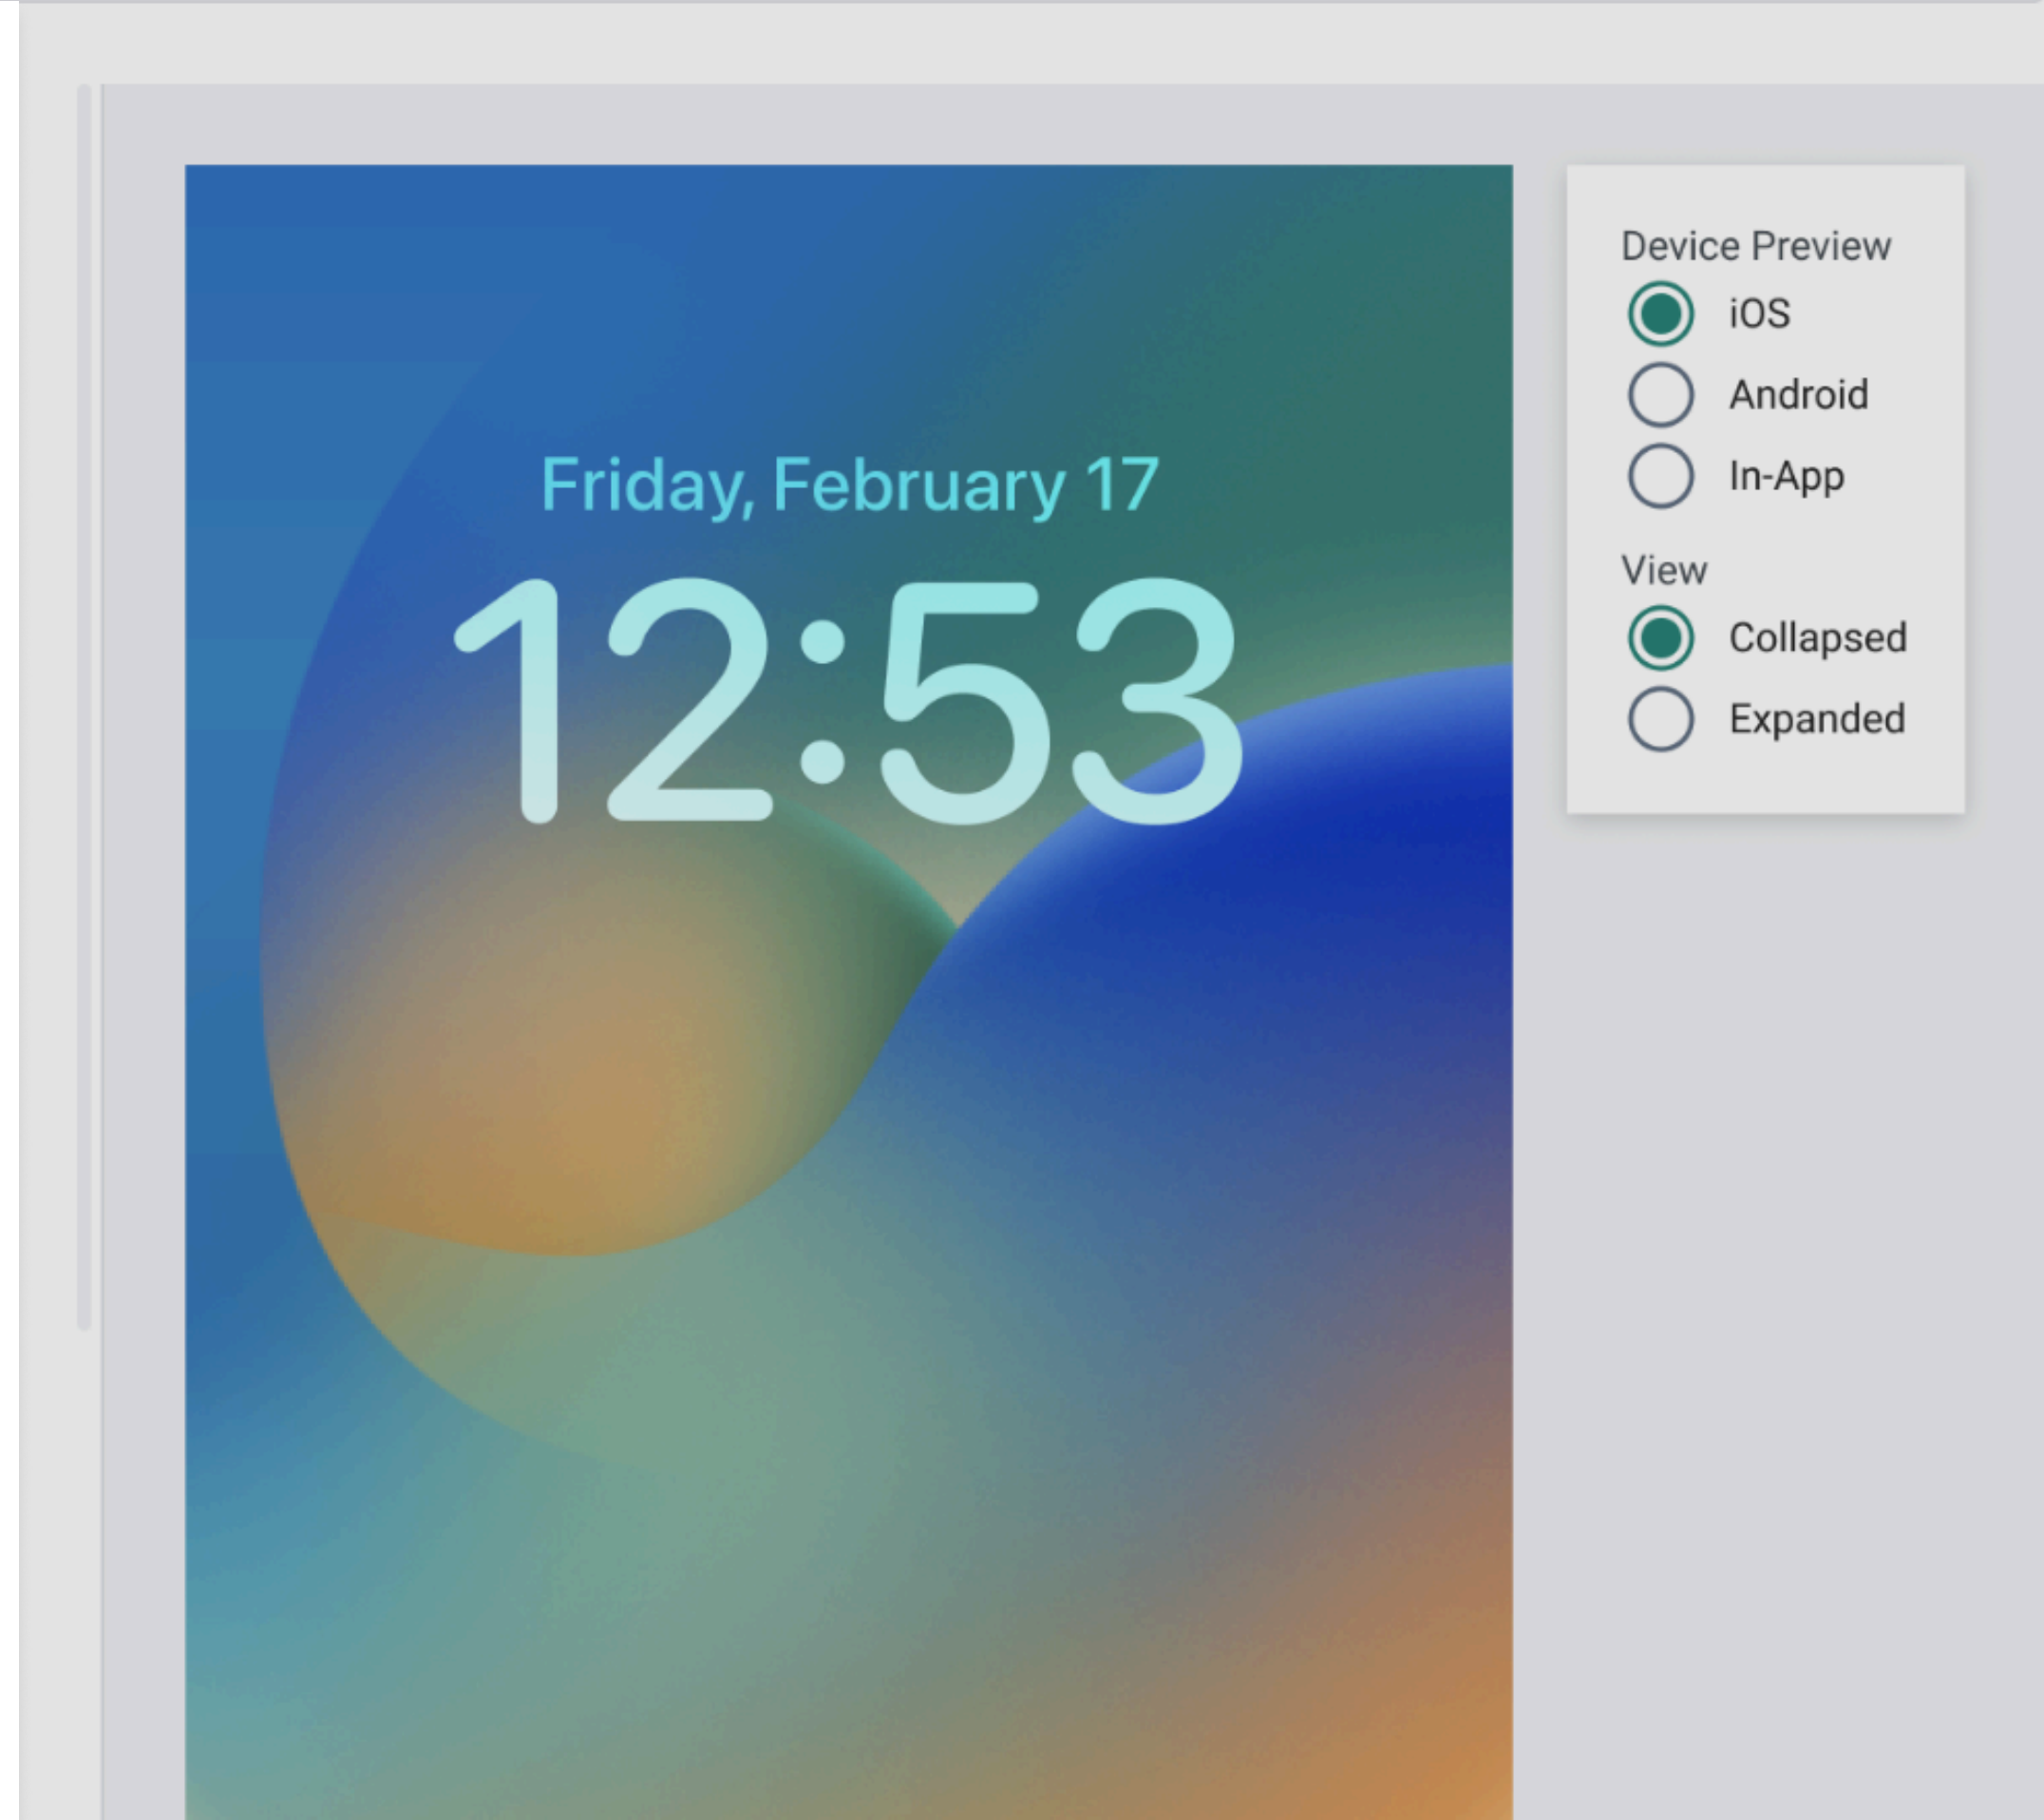 Friday, February 17
12:53
Device Preview
iOS
Android
In-App
View
Collapsed
Expanded